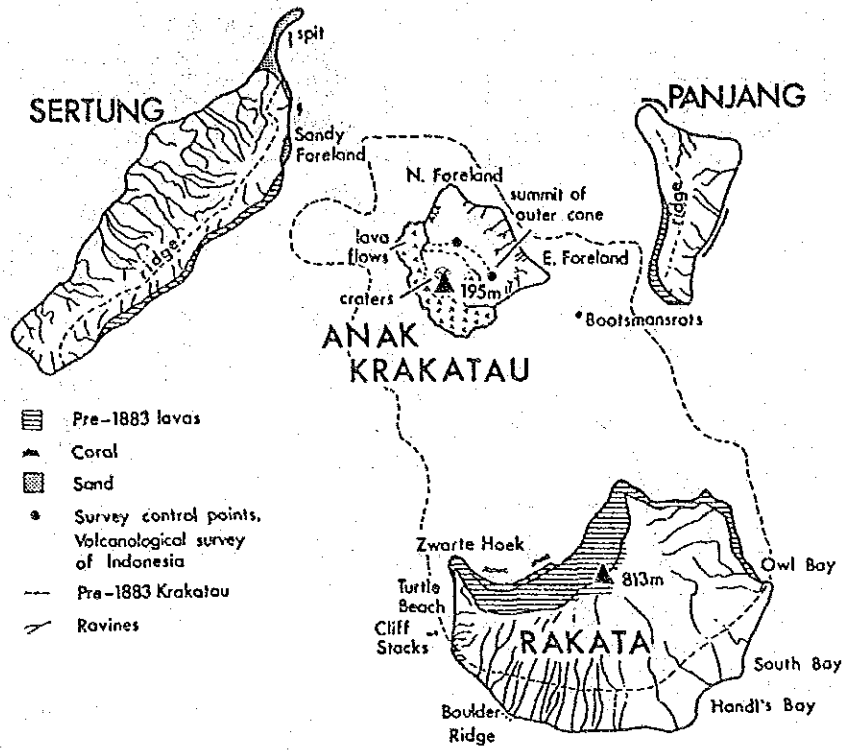 spit
SERTUNG
PANJANG
Sandy
Foreland
N. Foreland
summit of
outer cone
ridge
lava
flows
E. Foreland
ridge
craters
195m
Bootsmansrots
ANAK
KRAKATAU
Pre-1883 lavas
Coral
Sand
Survey control points,
Volcanological survey
of Indonesia
Pre-1883 Krakatau
Ravines
Zwarte Hoek
Owl Bay
813m
Turtle
Beach
Cliff
Stacks
RAKATA
South Bay
Handl's Bay
Boulder
Ridge